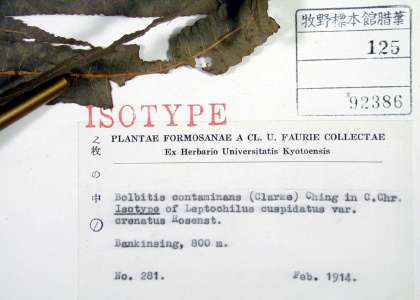 牧野標本館腊葉
125
92386
ISOTYPE
PLANTAE FORMOSANAE A CL. U. FAURIE COLLECTAE
Ex Herbario Universitatis Kyotoensis
之枚の中①
Bolbitis contaminans (Clarke) Ching in C.Chr.
Isotype of Leptochilus cuspidatus var.
crenatus Rosenst.
Bankinsing, 800 m.
No. 281. Feb. 1914.